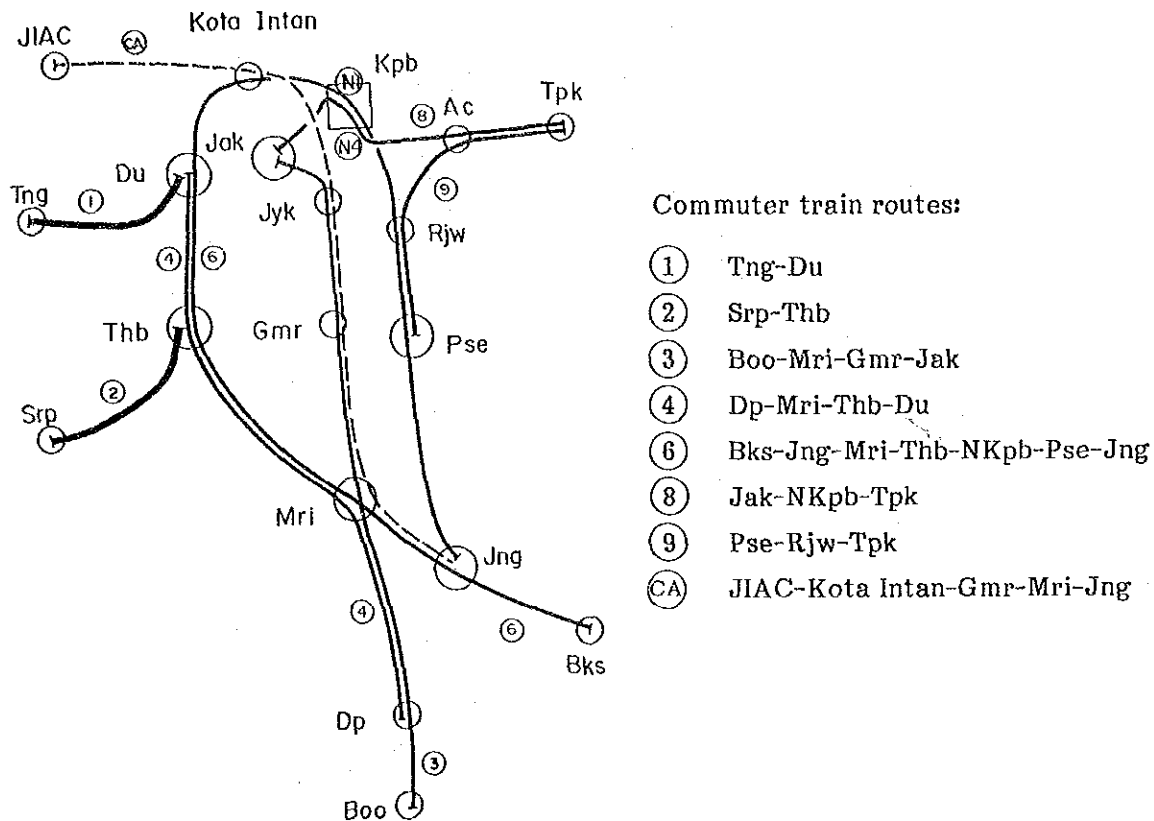 Kota Intan
JIAC
CA
N1
Kpb
Tpk
8
Ac
Jak
N4
Du
Tng
1
9
Jyk
Rjw
4
6
Thb
Gmr
Pse
2
Srp
Mri
Jng
4
6
Bks
Dp
3
Boo
Commuter train routes:
1 Tng-Du
2 Srp-Thb
3 Boo-Mri-Gmr-Jak
4 Dp-Mri-Thb-Du
6 Bks-Jng-Mri-Thb-NKpb-Pse-Jng
8 Jak-NKpb-Tpk
9 Pse-Rjw-Tpk
CA JIAC-Kota Intan-Gmr-Mri-Jng